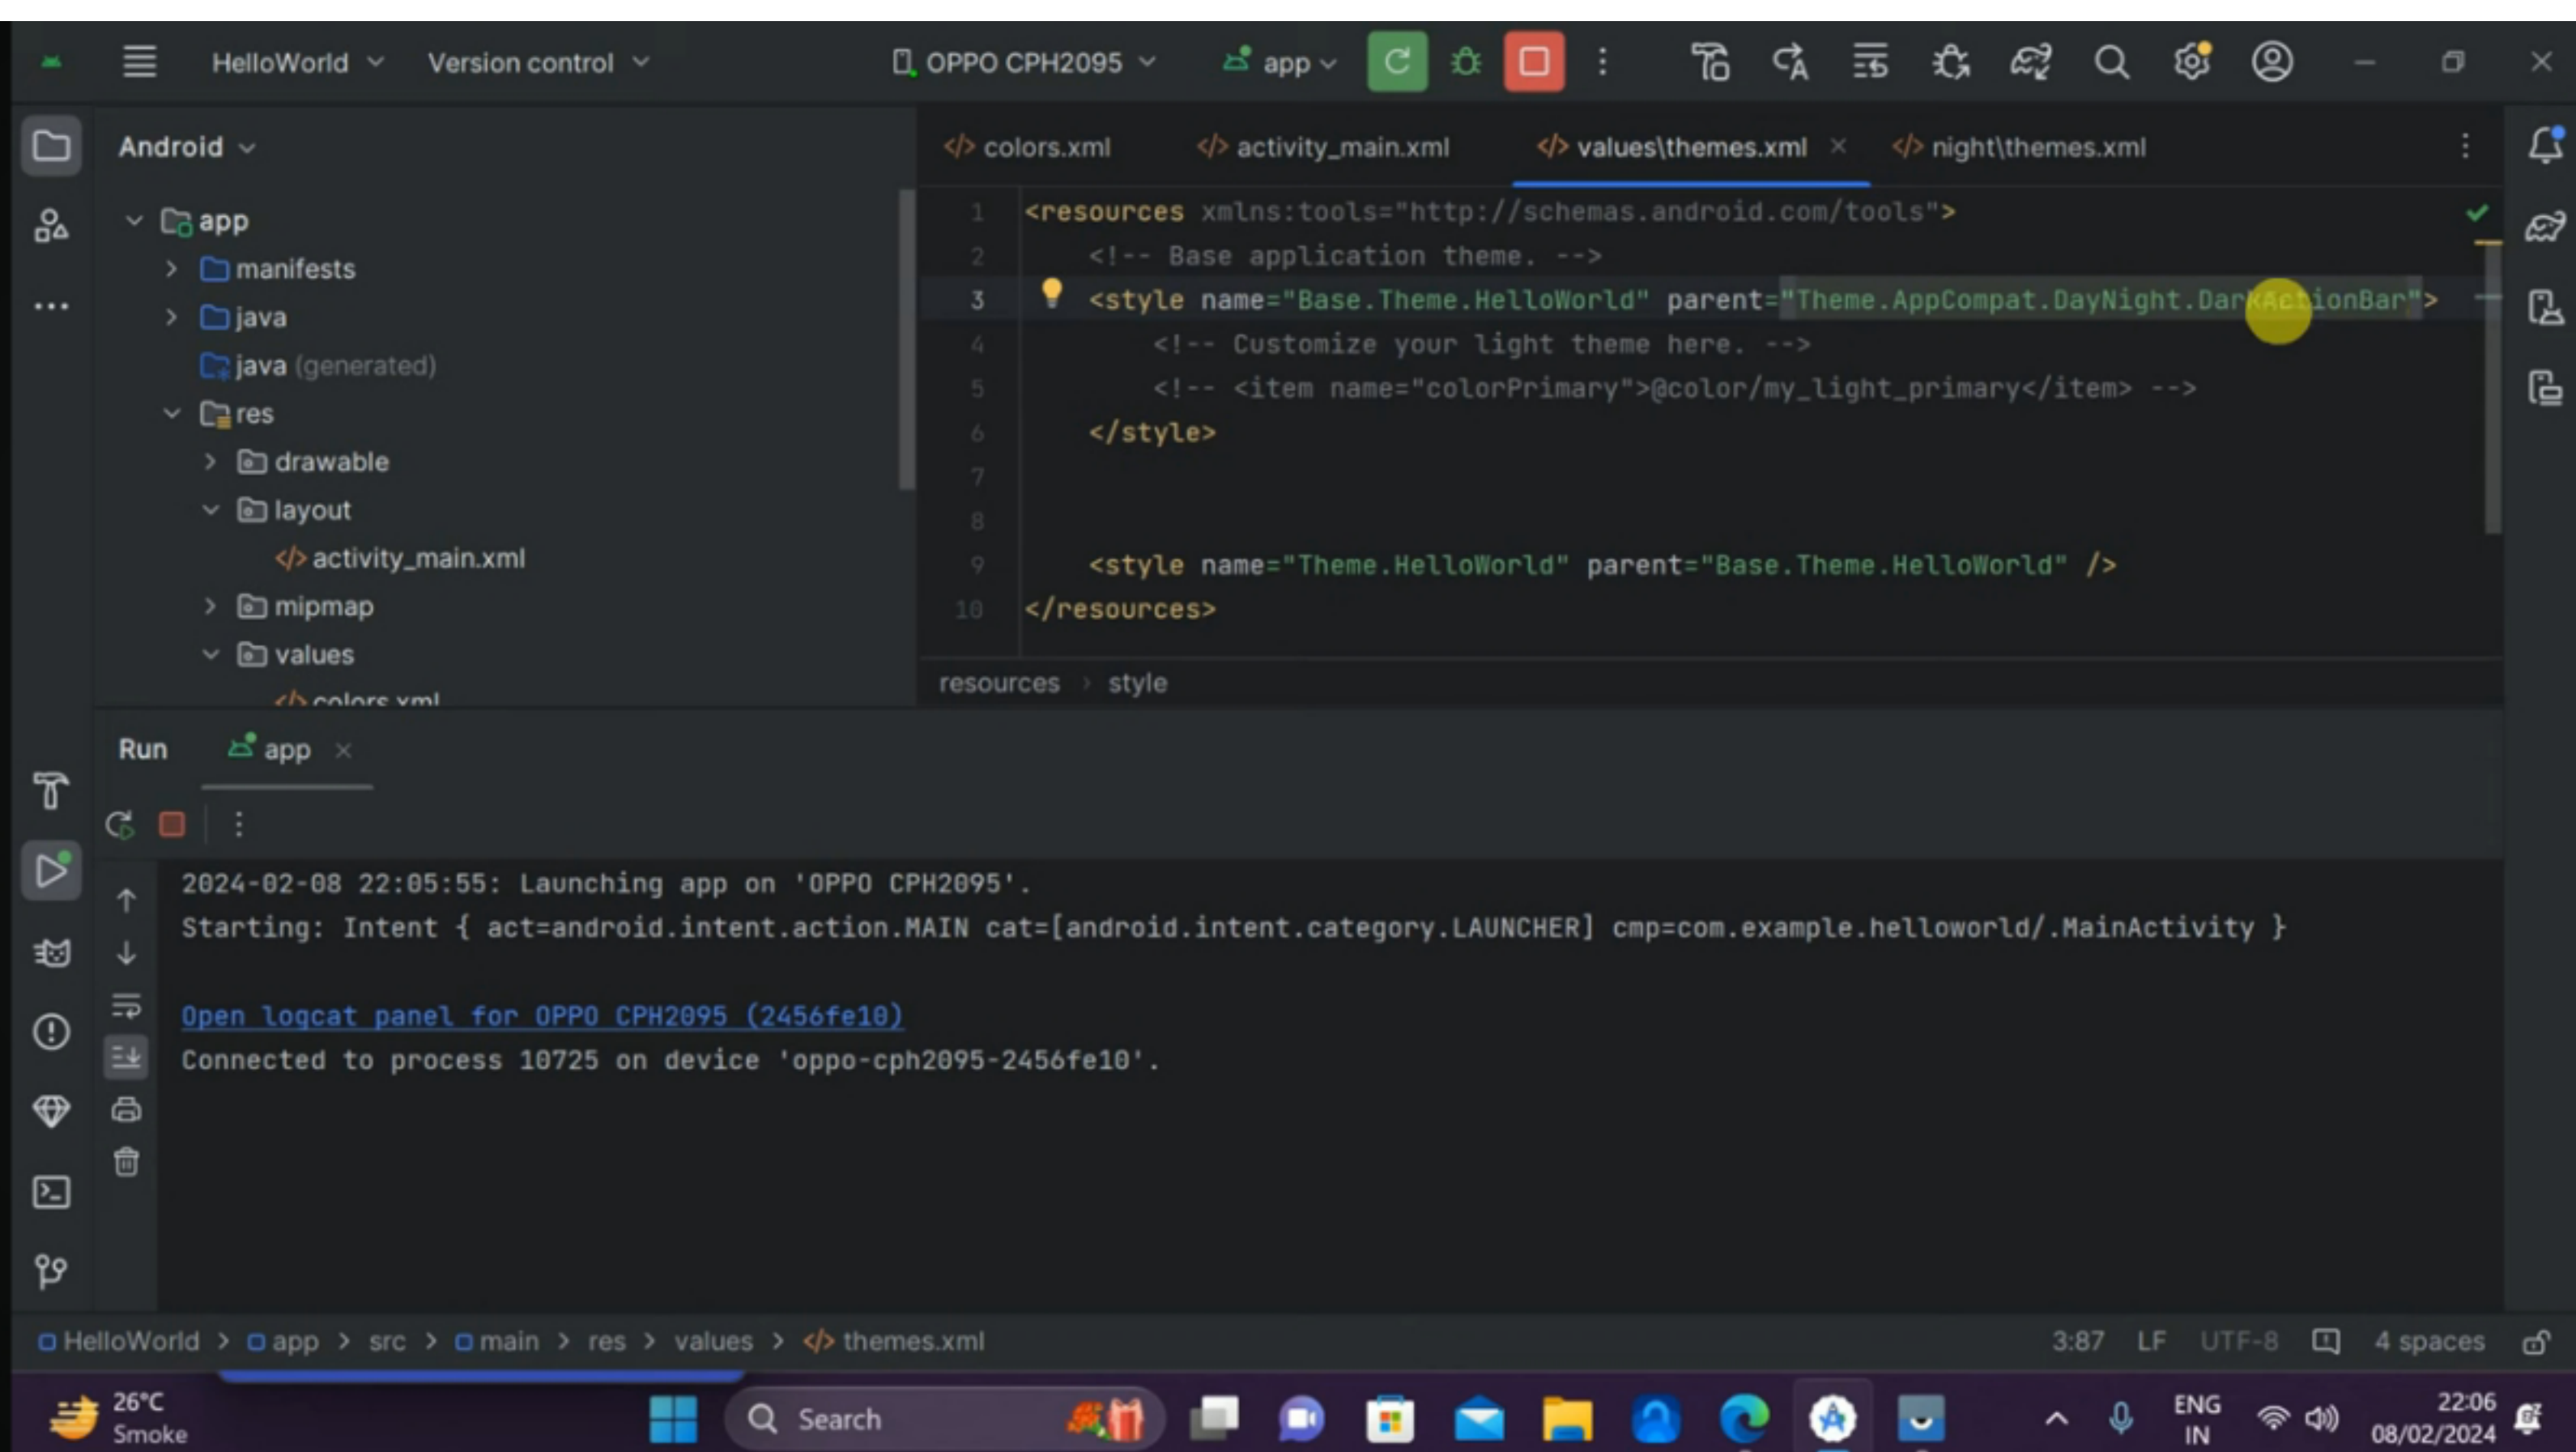 HelloWorld Version control OPPO CPH2095 app
Android
app
manifests
java
java (generated)
res
drawable
layout
activity_main.xml
mipmap
values
colors.xml
colors.xml activity_main.xml values\themes.xml night\themes.xml
1 <resources xmlns:tools="http://schemas.android.com/tools">
2 <!-- Base application theme. -->
3 <style name="Base.Theme.HelloWorld" parent="Theme.AppCompat.DayNight.DarkActionBar">
4 <!-- Customize your light theme here. -->
5 <!-- <item name="colorPrimary">@color/my_light_primary</item> -->
6 </style>
7
8
9 <style name="Theme.HelloWorld" parent="Base.Theme.HelloWorld" />
10 </resources>
resources > style
Run app
2024-02-08 22:05:55: Launching app on 'OPPO CPH2095'.
Starting: Intent { act=android.intent.action.MAIN cat=[android.intent.category.LAUNCHER] cmp=com.example.helloworld/.MainActivity }
Open logcat panel for OPPO CPH2095 (2456fe10)
Connected to process 10725 on device 'oppo-cph2095-2456fe10'.
HelloWorld > app > src > main > res > values > </> themes.xml 3:87 LF UTF-8 4 spaces
26°C
Smoke
Search
ENG
IN
22:06
08/02/2024